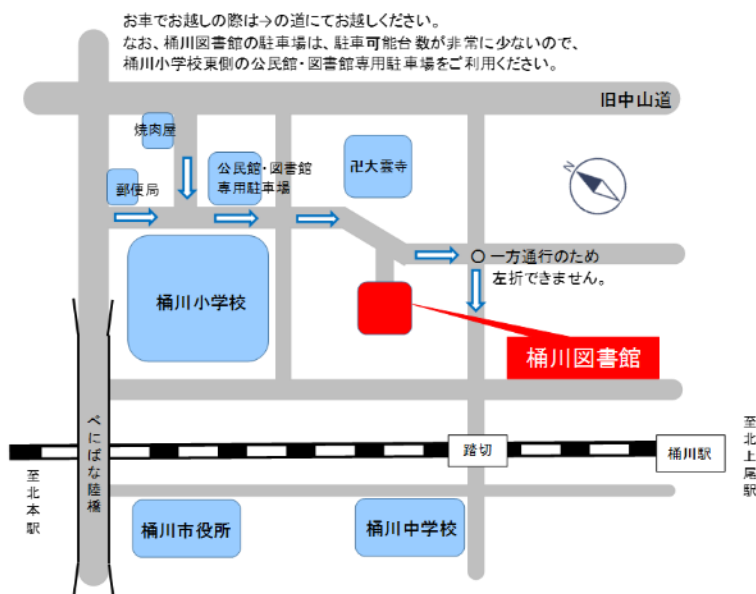 お車でお越しの際は→の道にてお越しください。
なお、桶川図書館の駐車場は、駐車可能台数が非常に少ないので、
桶川小学校東側の公民館・図書館専用駐車場をご利用ください。
旧中山道
焼肉屋
公民館・図書館
専用駐車場
卍大雲寺
N
郵便局
○一方通行のため
左折できません。
桶川小学校
桶川図書館
べにばな陸橋
踏切
桶川駅
至北上尾駅
至北本駅
桶川市役所
桶川中学校